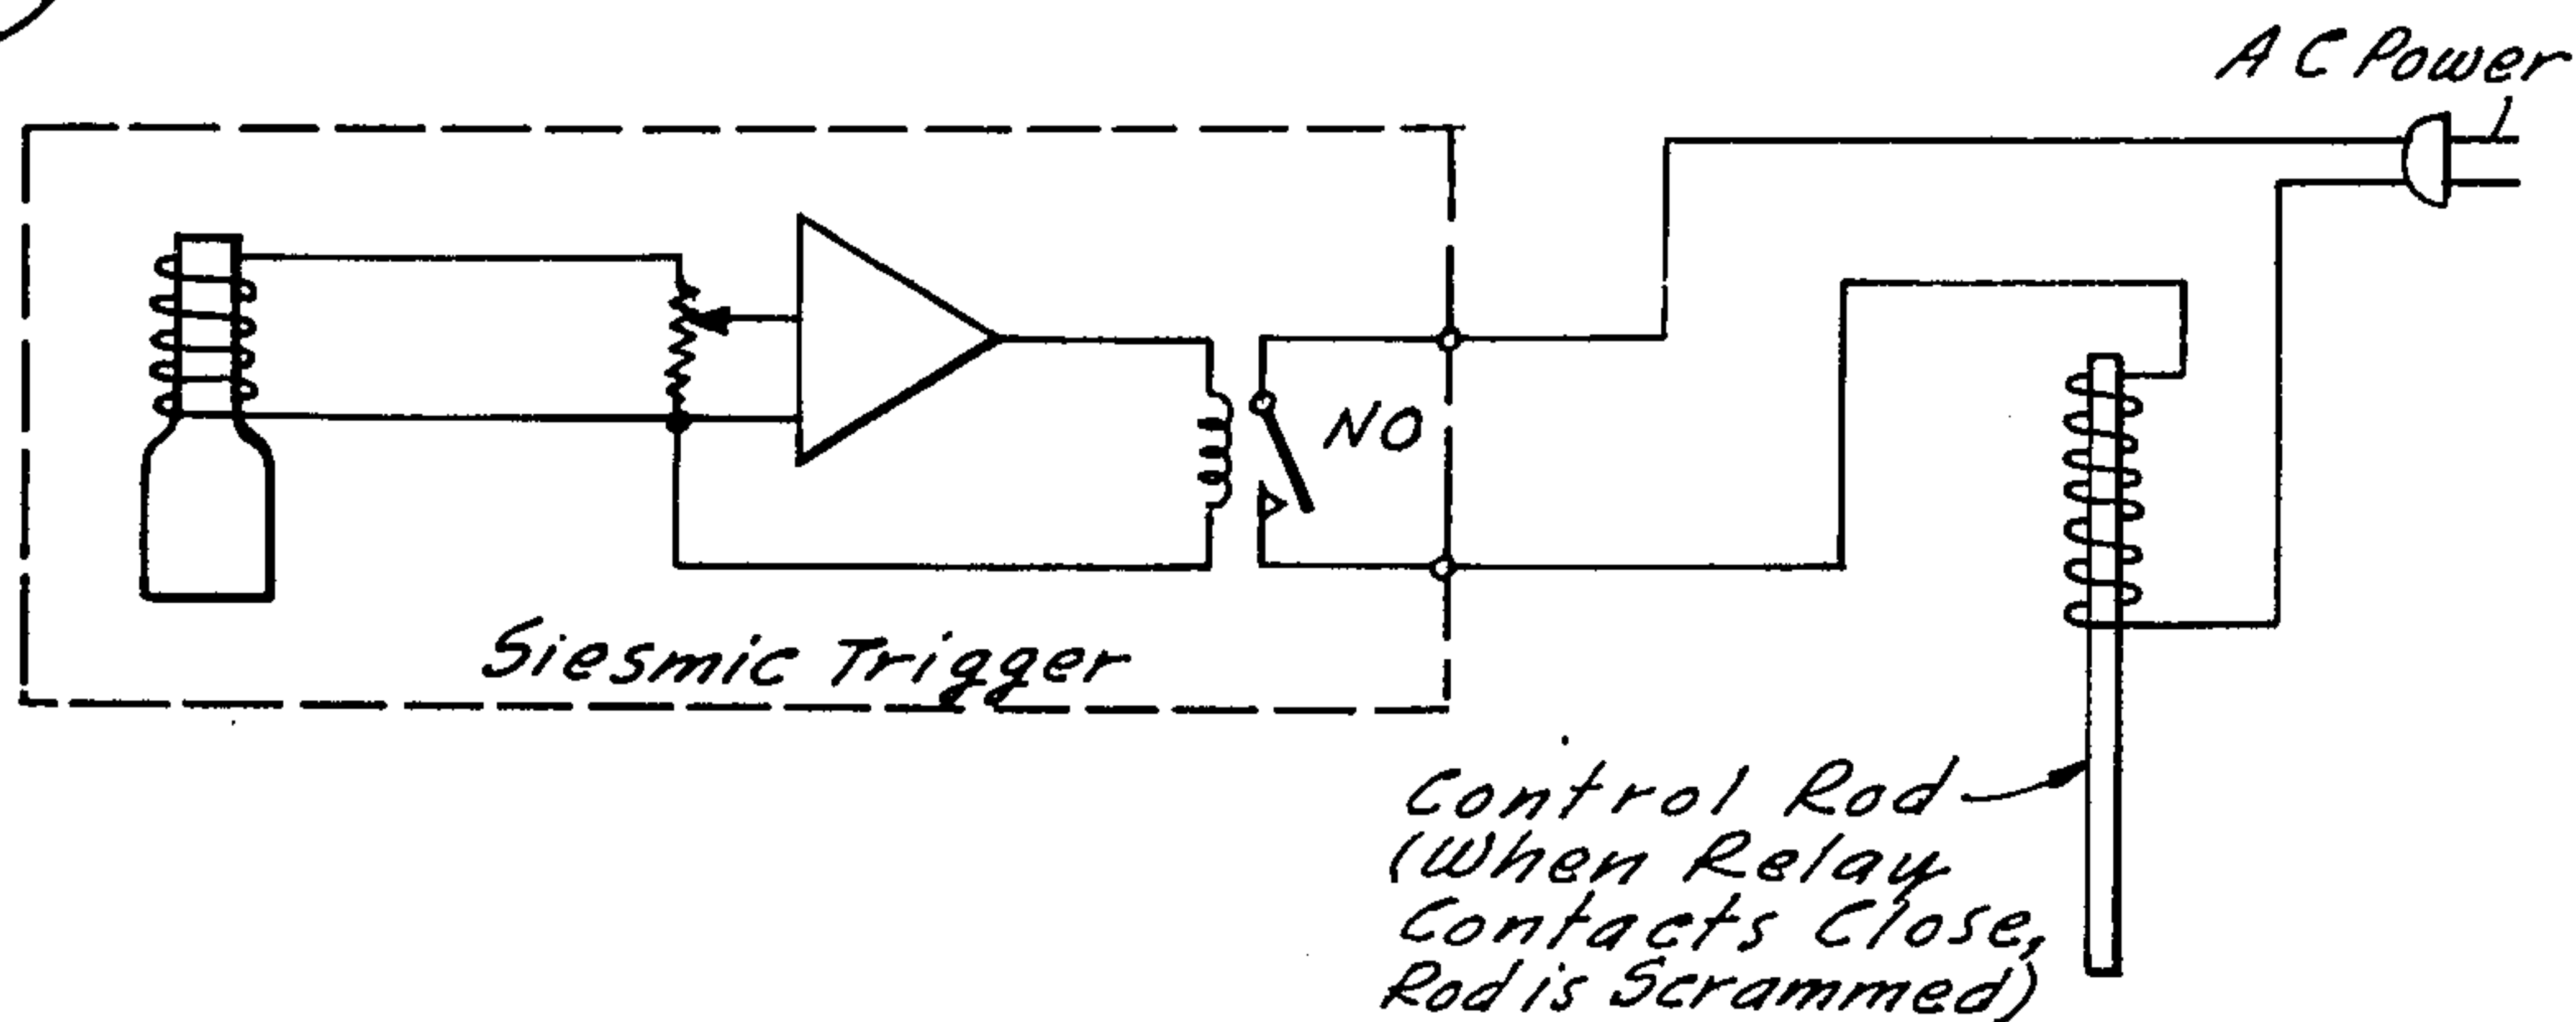 A C Power
NO
Siesmic Trigger
Control Rod
(When Relay
Contacts Close,
Rod is Scrammed)